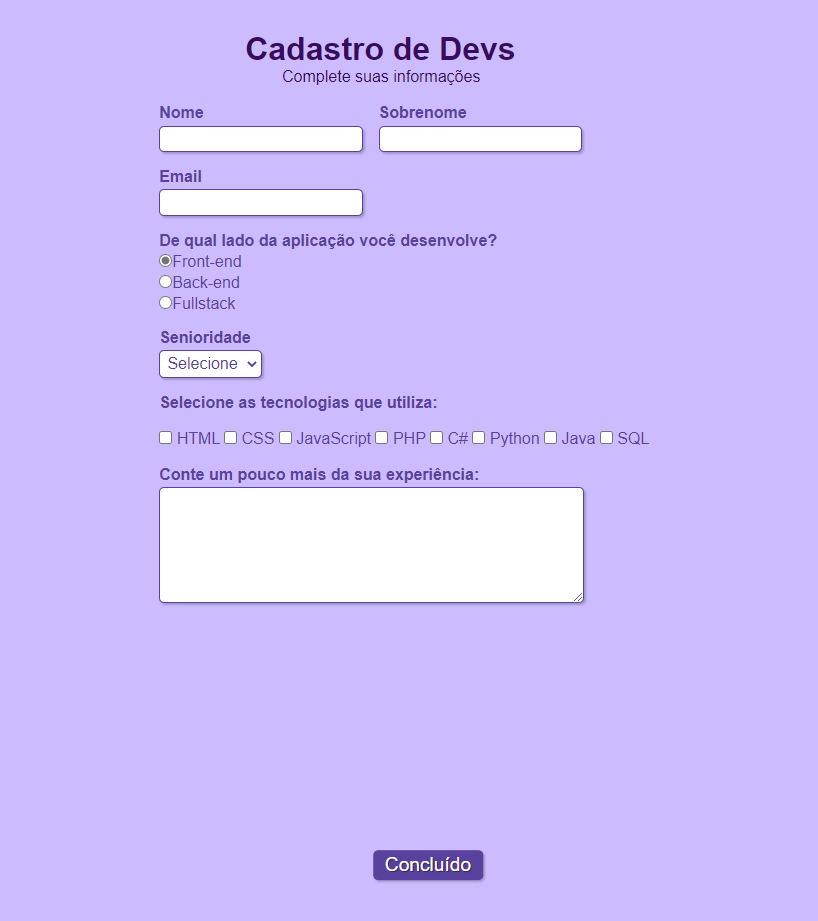 Cadastro de Devs
Complete suas informações
Nome Sobrenome
Email
De qual lado da aplicação você desenvolve?
Front-end
Back-end
Fullstack
Senioridade
Selecione
Selecione as tecnologias que utiliza:
HTML CSS JavaScript PHP C# Python Java SQL
Conte um pouco mais da sua experiência:
Concluído